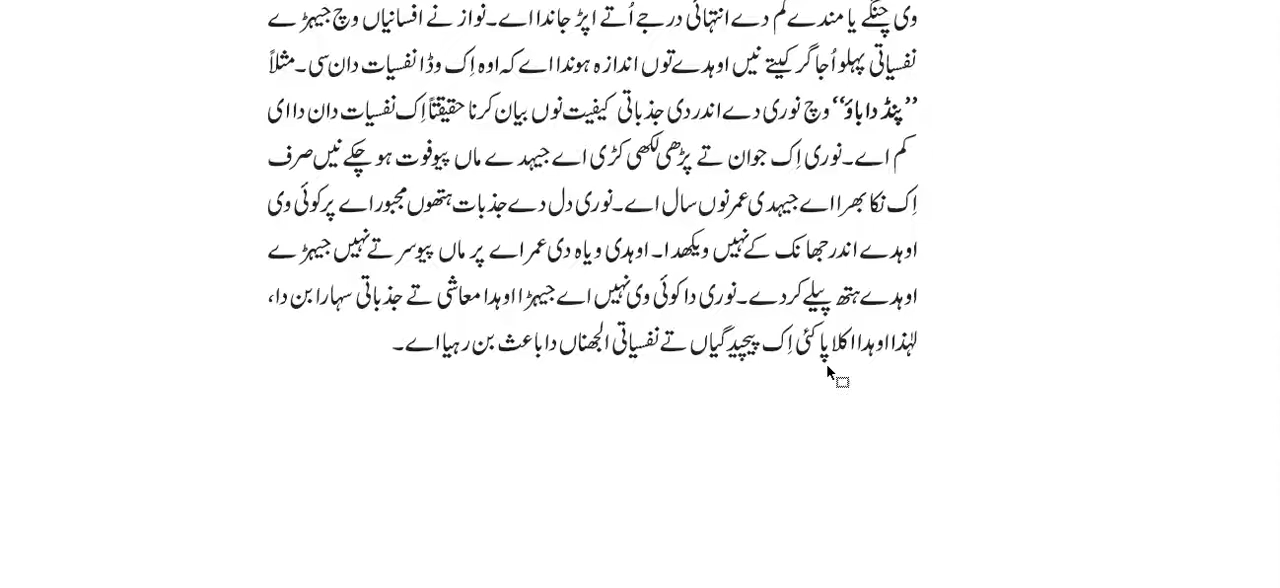 وی چنگے یا مندے کم دے انتہائی درجے اُتے اپڑ جاندا اے۔ نواز نے افسانیاں وچ جیہڑے
نفسیاتی پہلو اُجاگر کیتے نیں اوہدے توں اندازہ ہوندا اے کہ اوہ اِک وڈا نفسیات دان سی۔ مثلاً
’’پنڈ دا باؤ‘‘ وچ نوری دے اندر دی جذباتی کیفیت نوں بیان کرنا حقیقتاً اِک نفسیات دان دا ای
کم اے۔ نوری اِک جوان تے پڑھی لکھی کڑی اے جیہدے ماں پیو فوت ہو چکے نیں صرف
اِک نکا بھرا اے جیہدی عمر نوں سال اے۔ نوری دل دے جذبات ہتھوں مجبور اے پر کوئی وی
اوہدے اندر جھانک کے نہیں ویکھدا۔ اوہدی ویاہ دی عمر اے پر ماں پیو سر تے نہیں جیہڑے
اوہدے ہتھ پیلے کردے۔ نوری دا کوئی وی نہیں اے جیہڑا اوہدا معاشی تے جذباتی سہارا بن دا،
لہٰذا اوہدا اکلاپا کئی اِک پیچیدگیاں تے نفسیاتی الجھناں دا باعث بن رہیا اے۔